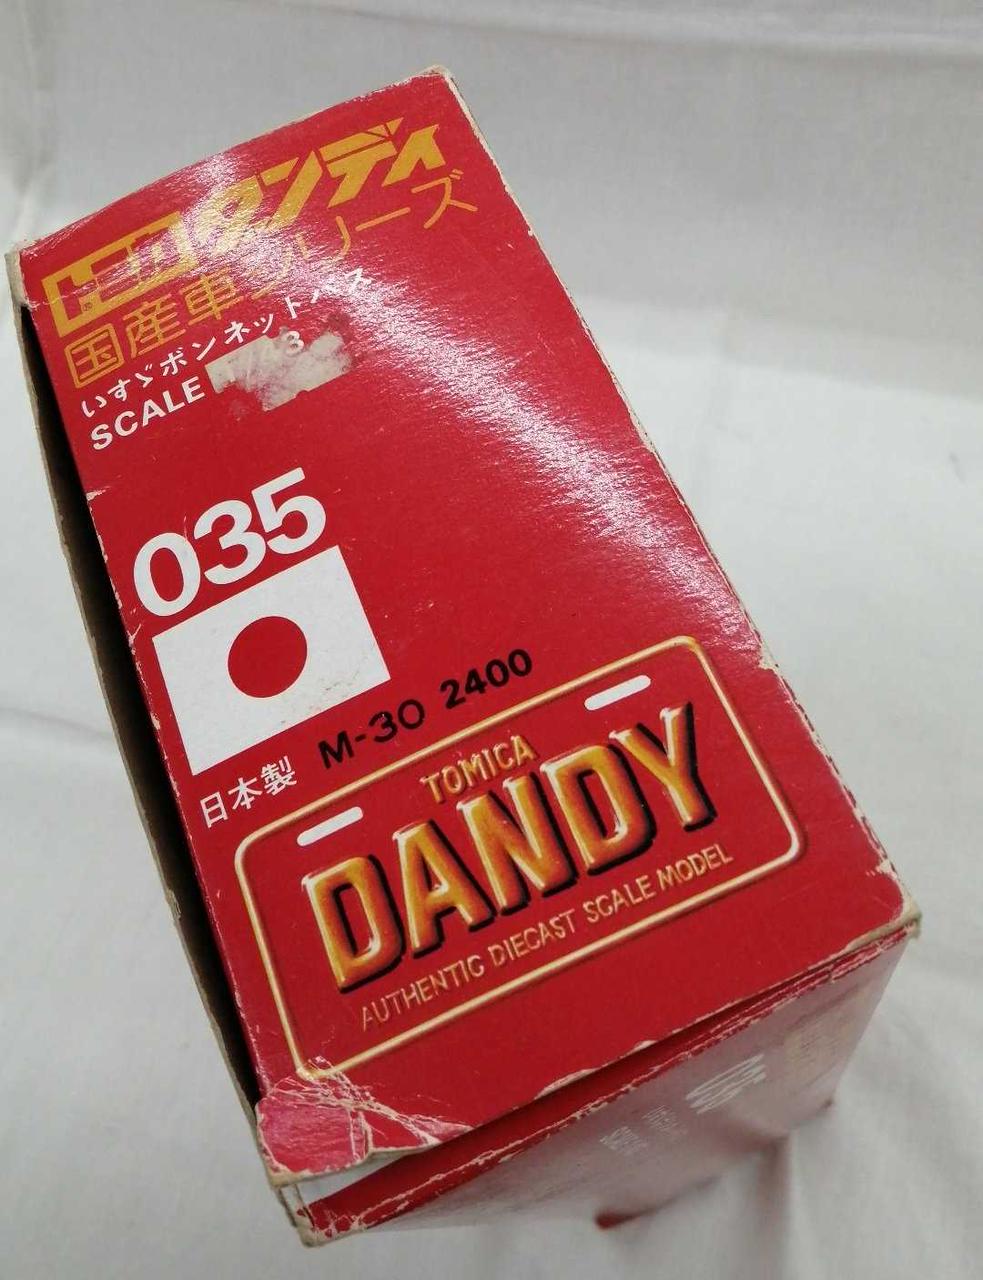 トミカダンディ
国産車シリーズ
いすゞボンネットバス
SCALE
035
日本製
M-30 2400
TOMICA
DANDY
AUTHENTIC DIECAST SCALE MODEL